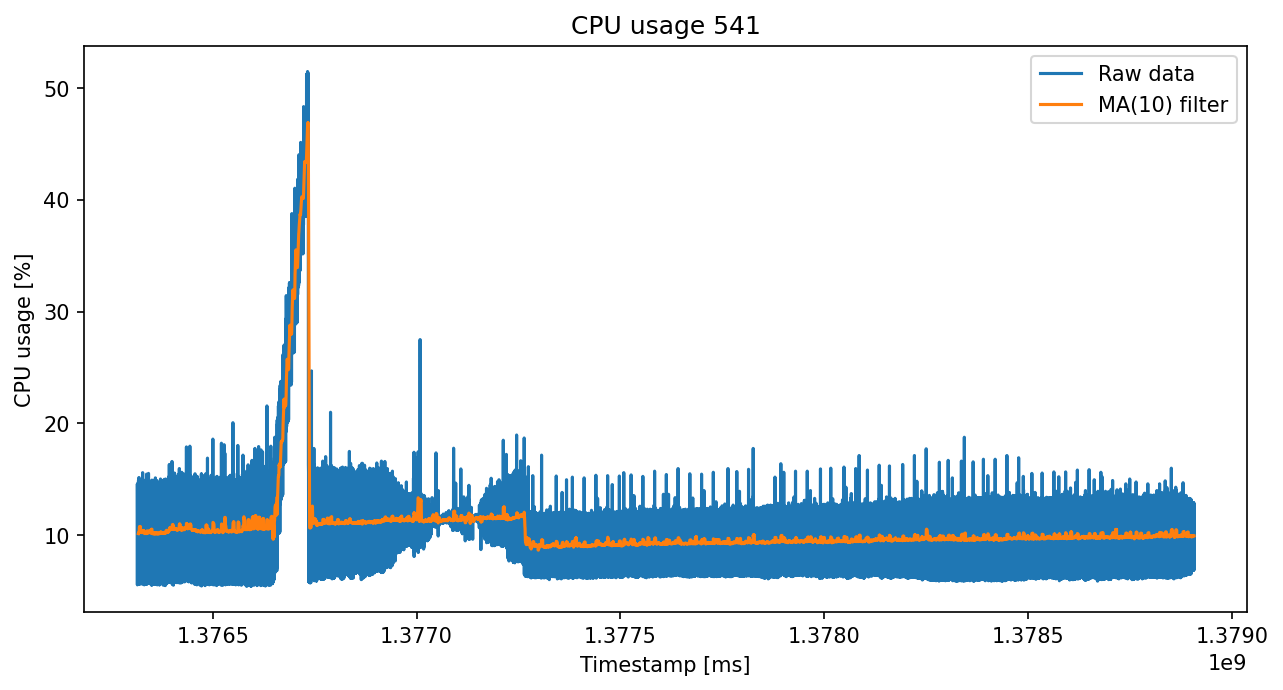 CPU usage 541
Raw data
MA(10) filter
CPU usage [%]
50
40
30
20
10
1.3765
1.3770
1.3775
1.3780
1.3785
1.3790
1e9
Timestamp [ms]